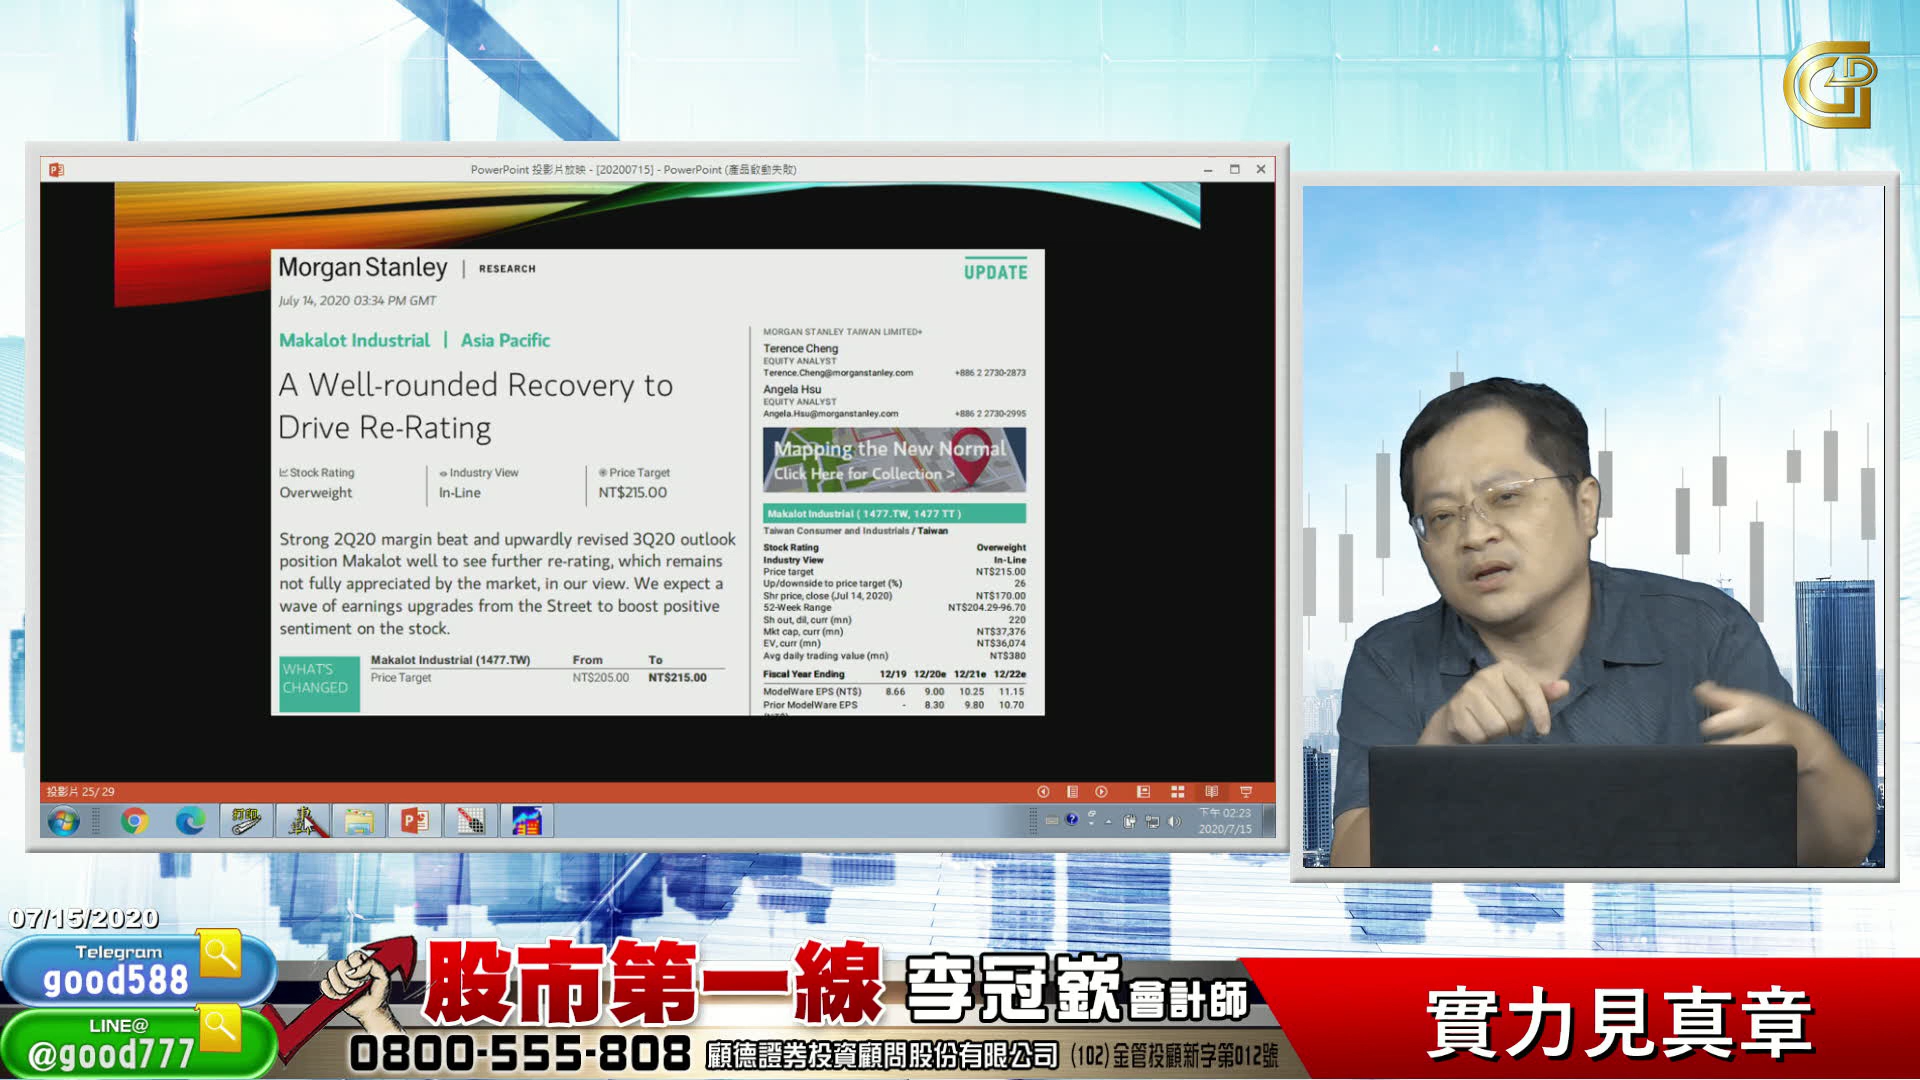 PowerPoint 投影片放映 - [20200715] - PowerPoint (產品啟動失敗)
Morgan Stanley | RESEARCH
UPDATE
July 14, 2020 03:34 PM GMT
Makalot Industrial | Asia Pacific
A Well-rounded Recovery to
Drive Re-Rating
Stock Rating
Overweight
Industry View
In-Line
Price Target
NT$215.00
Strong 2Q20 margin beat and upwardly revised 3Q20 outlook
position Makalot well to see further re-rating, which remains
not fully appreciated by the market, in our view. We expect a
wave of earnings upgrades from the Street to boost positive
sentiment on the stock.
WHAT'S
CHANGED
Makalot Industrial (1477.TW) From To
Price Target NT$205.00 NT$215.00
MORGAN STANLEY TAIWAN LIMITED+
Terence Cheng
EQUITY ANALYST
Terence.Cheng@morganstanley.com +886 2 2730-2873
Angela Hsu
EQUITY ANALYST
Angela.Hsu@morganstanley.com +886 2 2730-2995
Mapping the New Normal
Click Here for Collection >
Makalot Industrial ( 1477.TW, 1477 TT )
Taiwan Consumer and Industrials / Taiwan
Stock Rating Overweight
Industry View In-Line
Price target NT$215.00
Up/downside to price target (%) 26
Shr price, close (Jul 14, 2020) NT$170.00
52-Week Range NT$204.29-96.70
Sh out, dil, curr (mn) 220
Mkt cap, curr (mn) NT$37,376
EV, curr (mn) NT$36,074
Avg daily trading value (mn) NT$380
Fiscal Year Ending 12/19 12/20e 12/21e 12/22e
ModelWare EPS (NT$) 8.66 9.00 10.25 11.15
Prior ModelWare EPS - 8.30 9.80 10.70
投影片 25/ 29
下午 02:23
2020/7/15
07/15/2020
Telegram
good588
LINE@
@good777
股市第一線 李冠嶔 會計師
0800-555-808 顧德證券投資顧問股份有限公司 (102)金管投顧新字第012號
實力見真章